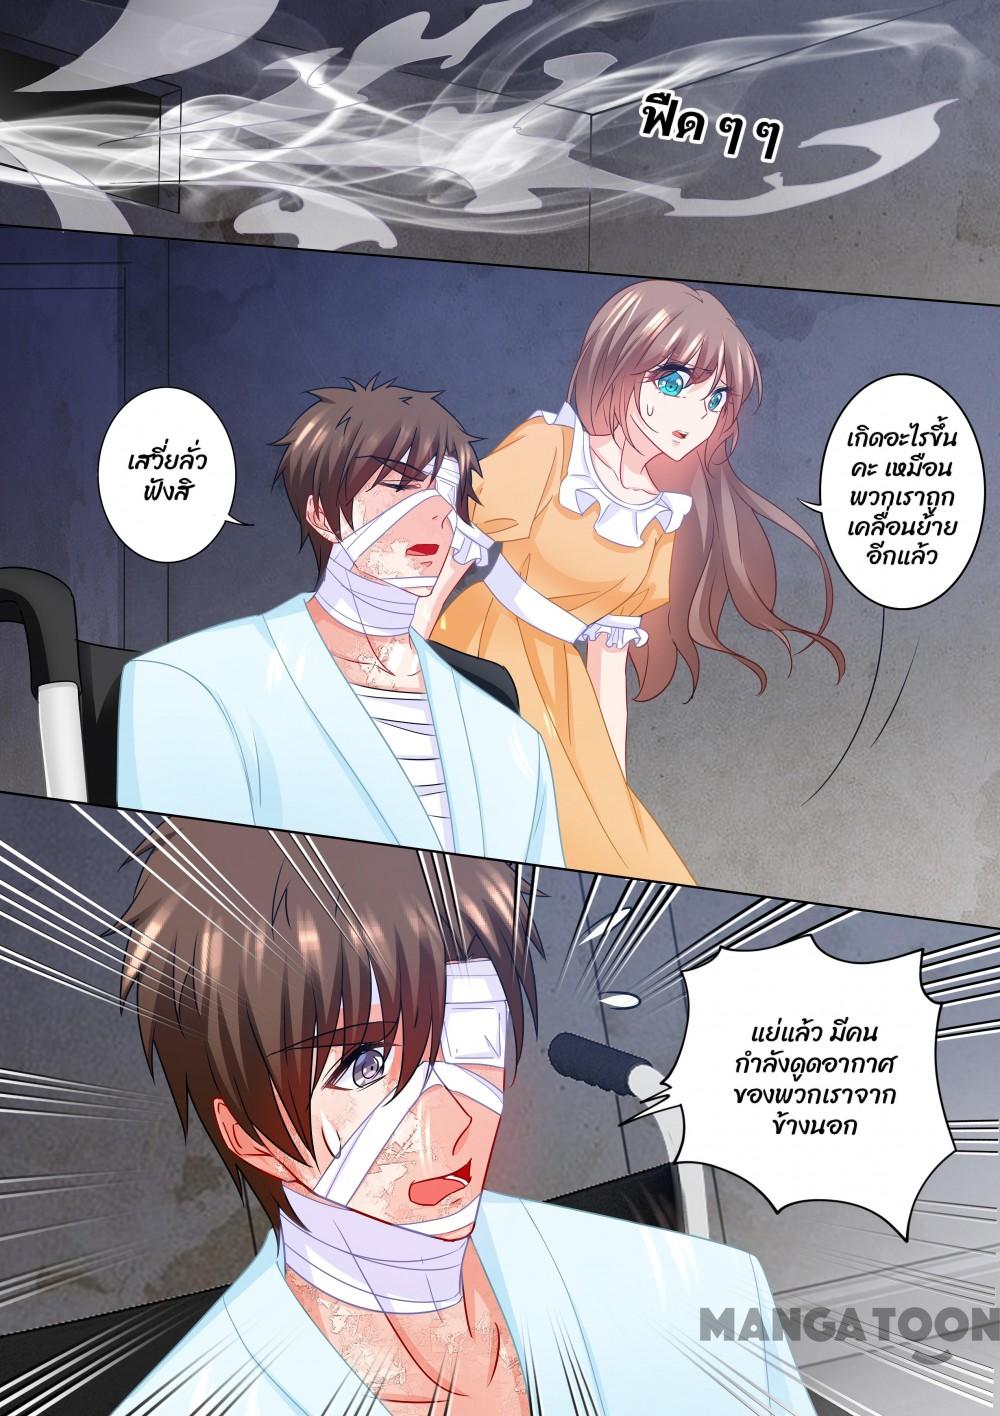 ฟืด ๆ ๆ
เสวี่ยลั่ว
ฟังสิ
เกิดอะไรขึ้น
คะ เหมือน
พวกเราถูก
เคลื่อนย้าย
อีกแล้ว
แย่แล้ว มีคน
กำลังดูดอากาศ
ของพวกเราจาก
ข้างนอก
MANGATOON